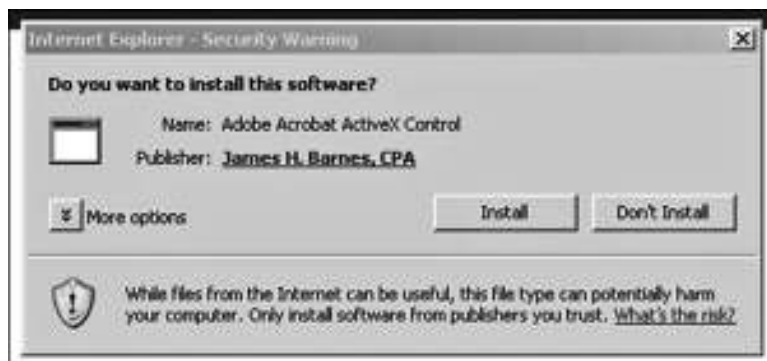 Internet Explorer - Security Warning
Do you want to install this software?
Name: Adobe Acrobat ActiveX Control
Publisher: James H. Barnes, CPA
More options
Install
Don't Install
While files from the Internet can be useful, this file type can potentially harm
your computer. Only install software from publishers you trust. What's the risk?